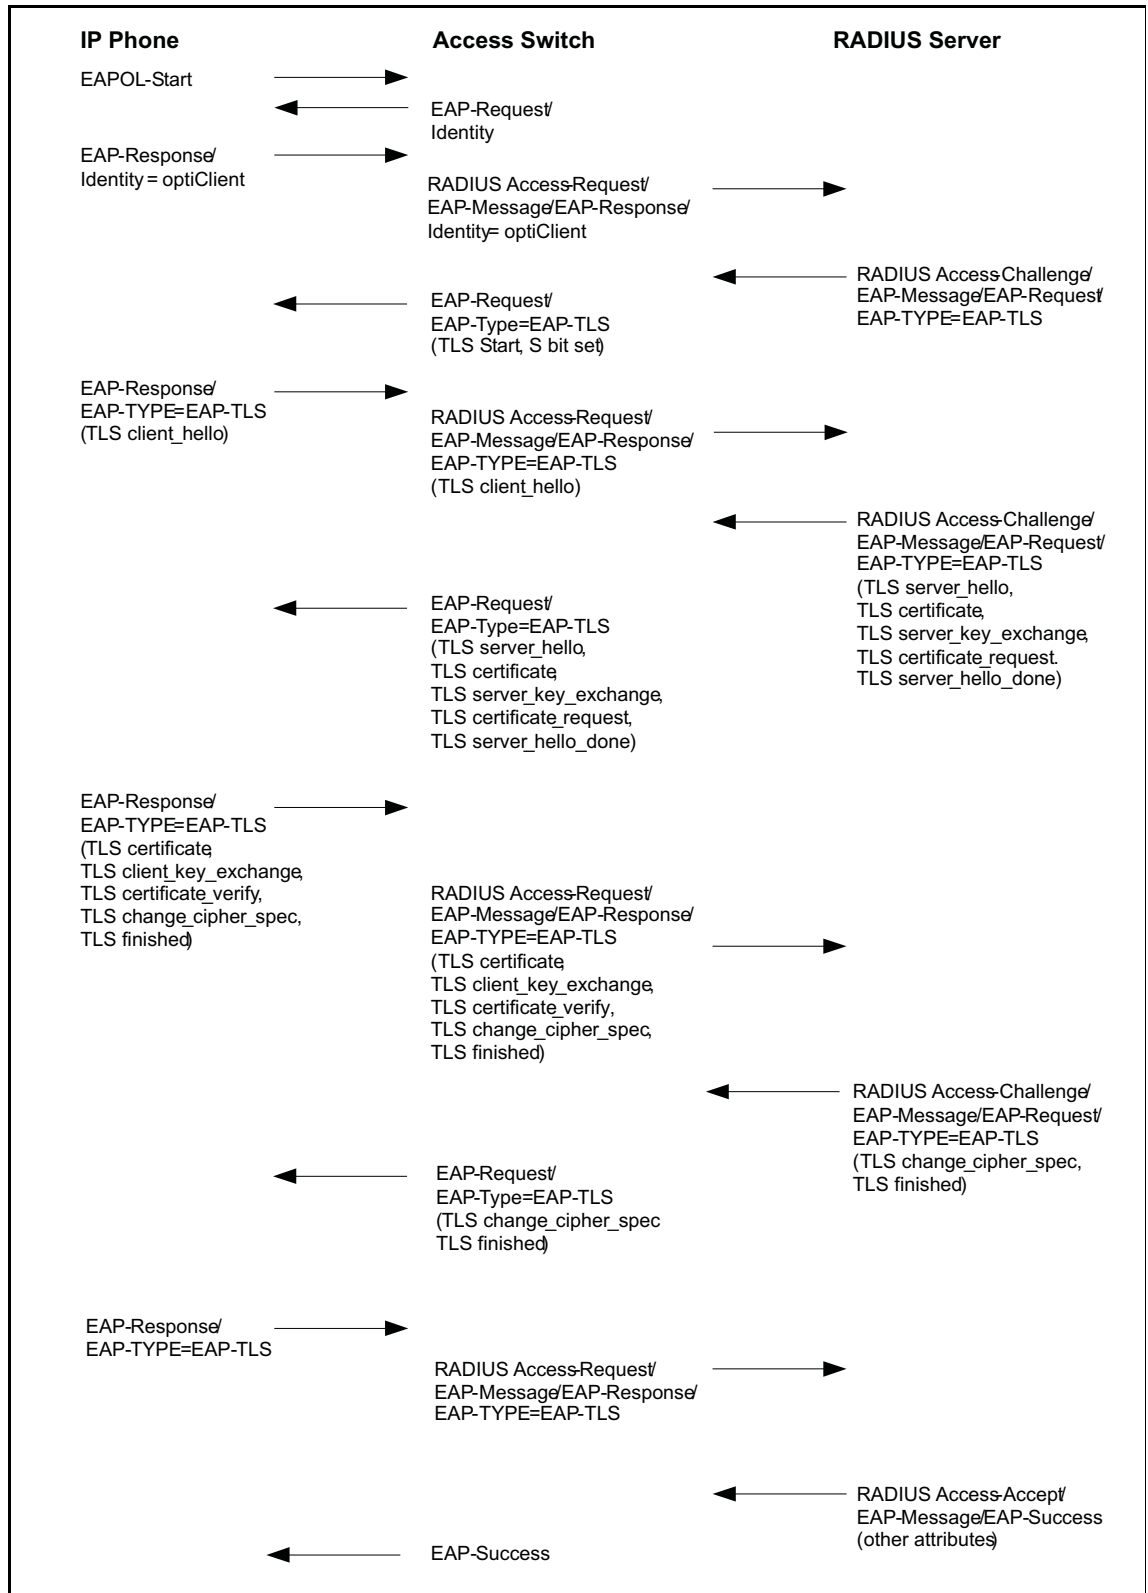 IP Phone Access Switch RADIUS Server
EAPOL-Start
EAP-Request/
Identity
EAP-Response/
Identity = optiClient
RADIUS Access-Request/
EAP-Message/EAP-Response/
Identity= optiClient
RADIUS Access-Challenge/
EAP-Message/EAP-Request/
EAP-TYPE=EAP-TLS
EAP-Request/
EAP-Type=EAP-TLS
(TLS Start, S bit set)
EAP-Response/
EAP-TYPE=EAP-TLS
(TLS client_hello)
RADIUS Access-Request/
EAP-Message/EAP-Response/
EAP-TYPE=EAP-TLS
(TLS client_hello)
RADIUS Access-Challenge/
EAP-Message/EAP-Request/
EAP-TYPE=EAP-TLS
(TLS server_hello,
TLS certificate,
TLS server_key_exchange,
TLS certificate_request.
TLS server_hello_done)
EAP-Request/
EAP-Type=EAP-TLS
(TLS server_hello,
TLS certificate,
TLS server_key_exchange,
TLS certificate_request,
TLS server_hello_done)
EAP-Response/
EAP-TYPE=EAP-TLS
(TLS certificate,
TLS client_key_exchange,
TLS certificate_verify,
TLS change_cipher_spec,
TLS finished)
RADIUS Access-Request/
EAP-Message/EAP-Response/
EAP-TYPE=EAP-TLS
(TLS certificate,
TLS client_key_exchange,
TLS certificate_verify,
TLS change_cipher_spec,
TLS finished)
RADIUS Access-Challenge/
EAP-Message/EAP-Request/
EAP-TYPE=EAP-TLS
(TLS change_cipher_spec,
TLS finished)
EAP-Request/
EAP-Type=EAP-TLS
(TLS change_cipher_spec
TLS finished)
EAP-Response/
EAP-TYPE=EAP-TLS
RADIUS Access-Request/
EAP-Message/EAP-Response/
EAP-TYPE=EAP-TLS
RADIUS Access-Accept/
EAP-Message/EAP-Success
(other attributes)
EAP-Success